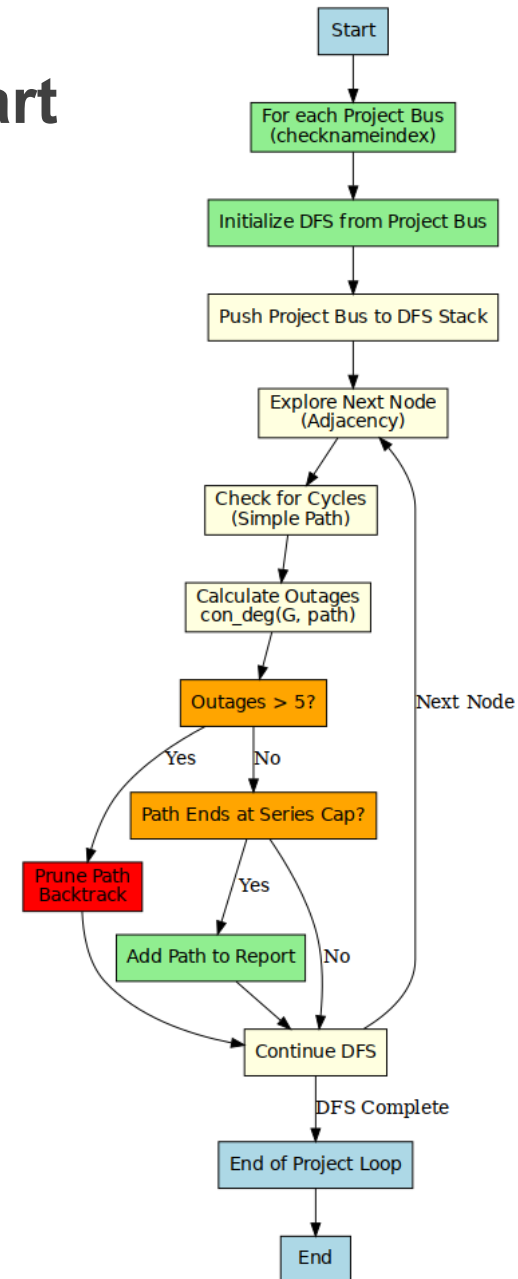 art
Start
For each Project Bus
(checknameindex)
Initialize DFS from Project Bus
Push Project Bus to DFS Stack
Explore Next Node
(Adjacency)
Check for Cycles
(Simple Path)
Calculate Outages
con_deg(G, path)
Outages > 5?
Next Node
Yes
No
Path Ends at Series Cap?
Prune Path
Backtrack
Yes
Add Path to Report
No
Continue DFS
DFS Complete
End of Project Loop
End